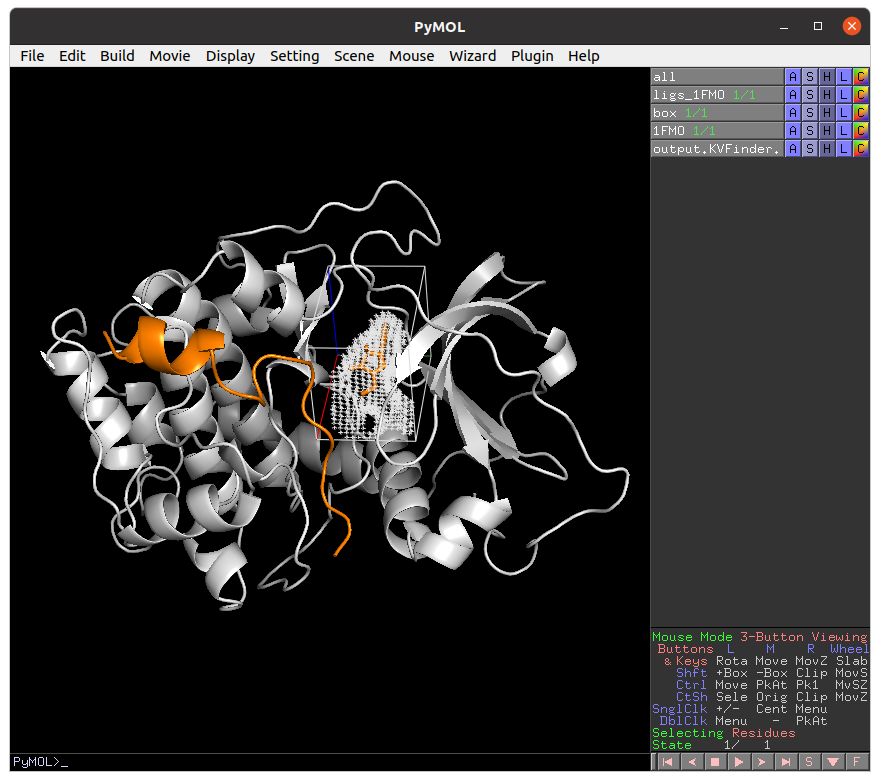 PyMOL
File Edit Build Movie Display Setting Scene Mouse Wizard Plugin Help
all A S H L C
ligs_1FMO 1/1 A S H L C
box 1/1 A S H L C
1FMO 1/1 A S H L C
output.KVFinder. A S H L C
Mouse Mode 3-Button Viewing
Buttons L M R Wheel
& Keys Rota Move MovZ Slab
Shft +Box -Box Clip MovS
Ctrl Move PkAt Pk1 MvSZ
CtSh Sele Orig Clip MovZ
SnglClk +/- Cent Menu
DblClk Menu - PkAt
Selecting Residues
State 1/ 1
PyMOL>_ S F